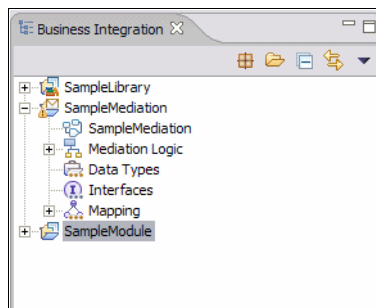 Business Integration
SampleLibrary
SampleMediation
SampleMediation
Mediation Logic
Data Types
Interfaces
Mapping
SampleModule